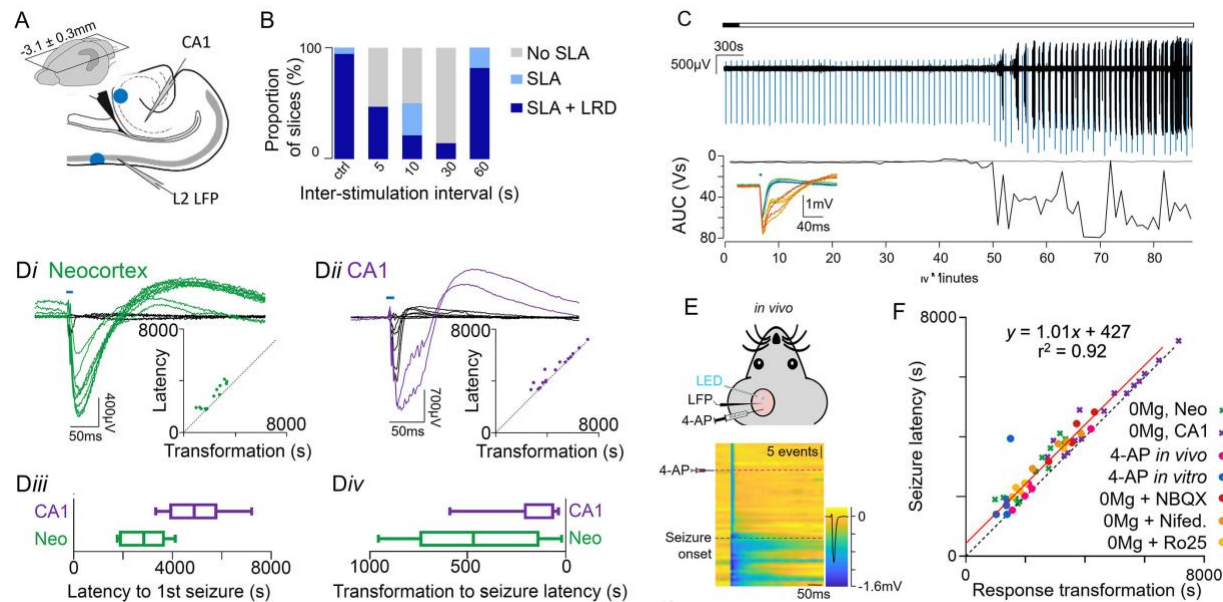 A
-3.1 ± 0.3mm
CA1
L2 LFP
B
100
0
Proportion
of slices (%)
No SLA
SLA
SLA + LRD
ctrl
5
10
30
60
Inter-stimulation interval (s)
C
300s
500µV
0
20
40
60
80
AUC (Vs)
1mV
40ms
0
10
20
30
40
50
60
70
80
Di Neocortex
400µV
50ms
8000
Latency
8000
Transformation (s)
Dii CA1
700µV
50ms
8000
Latency
8000
Transformation (s)
Diii
CA1
Neo
0
4000
8000
Latency to 1st seizure (s)
Div
CA1
Neo
1000
500
0
Transformation to seizure latency (s)
E
in vivo
LED
LFP
4-AP
5 events
4-AP
Seizure
onset
0.
-1.6mV
50ms
F
8000
4000
0
Seizure latency (s)
y = 1.01x + 427
r² = 0.92
0Mg, Neo
0Mg, CA1
4-AP in vivo
4-AP in vitro
0Mg + NBQX
0Mg + Nifed.
0Mg + Ro25
0
4000
8000
Response transformation (s)